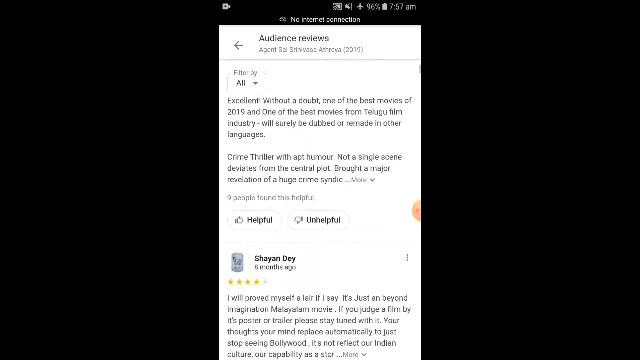 96% 7:57 am
No internet connection
Audience reviews
Agent Sai Srinivasa Athreya (2019)
Filter by
All
Excellent! Without a doubt, one of the best movies of
2019 and One of the best movies from Telugu film
industry - will surely be dubbed or remade in other
languages.
Crime Thriller with apt humour. Not a single scene
deviates from the central plot. Brought a major
revelation of a huge crime syndic ...More
9 people found this helpful.
Helpful Unhelpful
Shayan Dey
8 months ago
I will proved myself a lair if i say It's Just an beyond
imagination Malayalam movie. If you judge a film by
it's poster or trailer please stay tuned with it. Your
thoughts your mind replace automatically to just
stop seeing Bollywood, it's not reflect our Indian
culture, our capability as a stor ...More